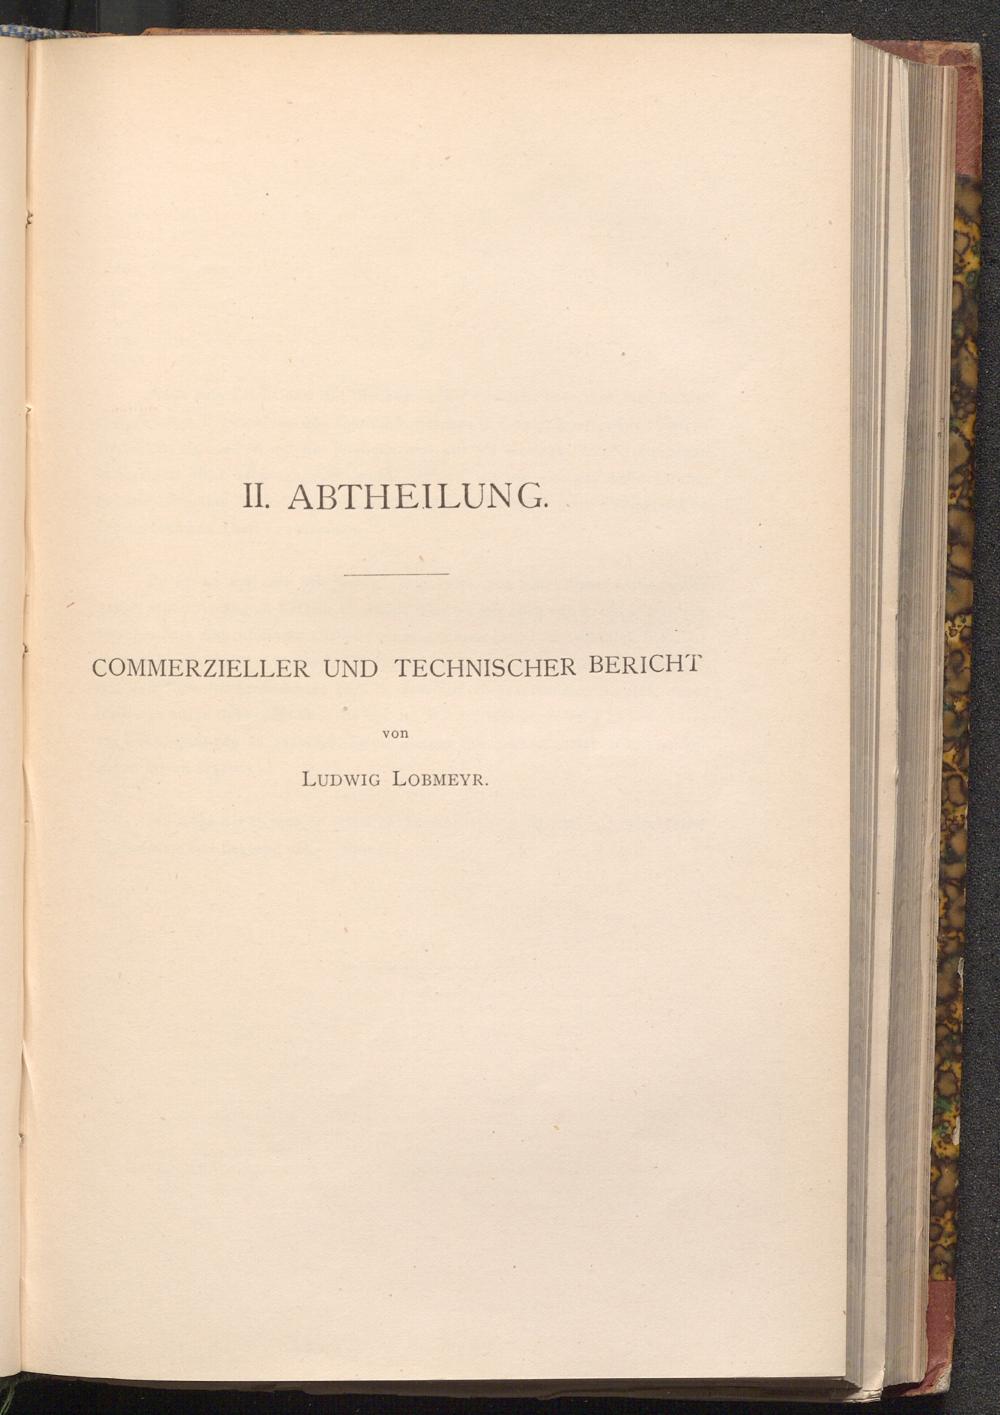 II. ABTHEILUNG.
COMMERZIELLER UND TECHNISCHER BERICHT
von
LUDWIG LOBMEYR.